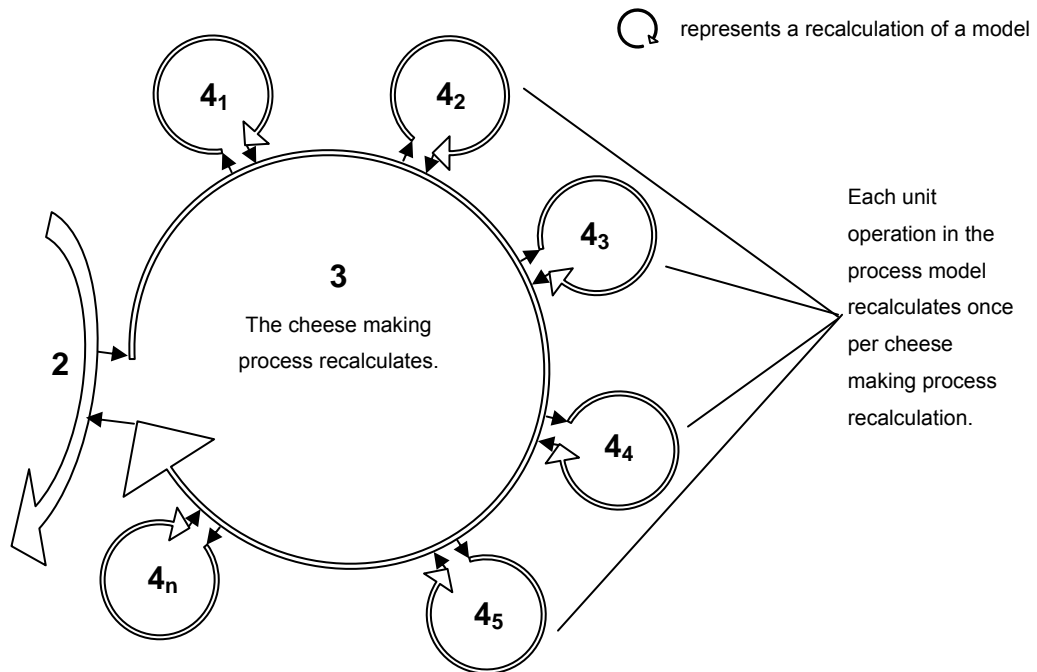 represents a recalculation of a model
4₁
4₂
4₃
Each unit
operation in the
process model
recalculates once
per cheese
making process
recalculation.
3
The cheese making
process recalculates.
2
4₄
4ₙ
4₅